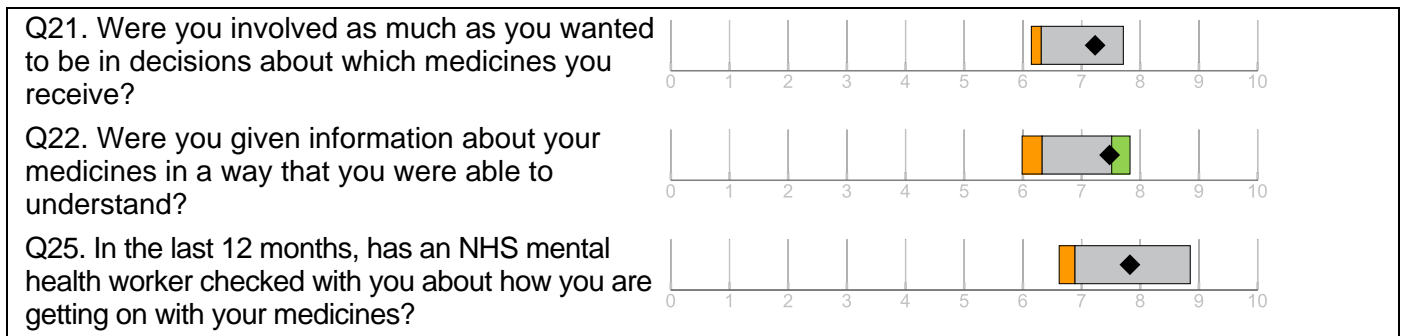 Q21. Were you involved as much as you wanted
to be in decisions about which medicines you
receive?
0 1 2 3 4 5 6 7 8 9 10
Q22. Were you given information about your
medicines in a way that you were able to
understand?
0 1 2 3 4 5 6 7 8 9 10
Q25. In the last 12 months, has an NHS mental
health worker checked with you about how you are
getting on with your medicines?
0 1 2 3 4 5 6 7 8 9 10